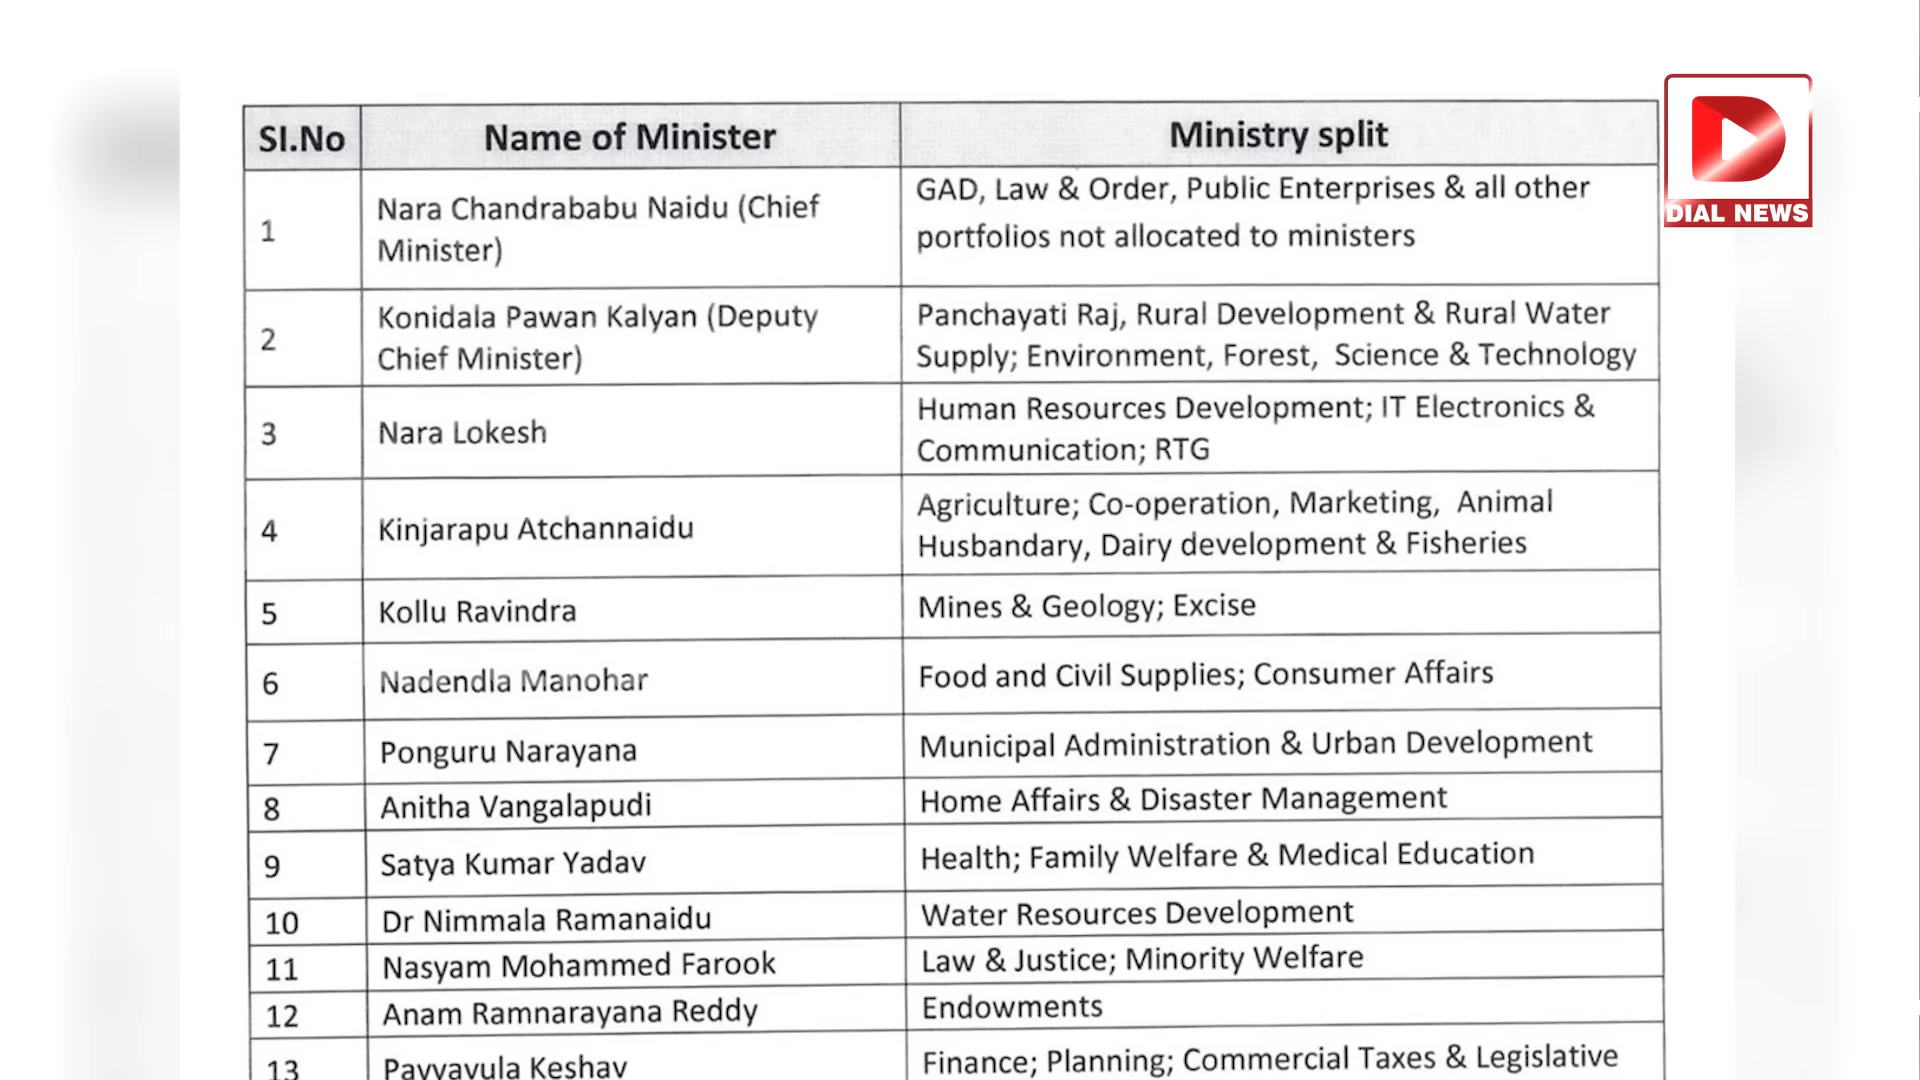 Sl.No Name of Minister Ministry split
1 Nara Chandrababu Naidu (Chief
Minister)
GAD, Law & Order, Public Enterprises & all other
portfolios not allocated to ministers
2 Konidala Pawan Kalyan (Deputy
Chief Minister)
Panchayati Raj, Rural Development & Rural Water
Supply; Environment, Forest, Science & Technology
3 Nara Lokesh
Human Resources Development; IT Electronics &
Communication; RTG
4 Kinjarapu Atchannaidu
Agriculture; Co-operation, Marketing, Animal
Husbandary, Dairy development & Fisheries
5 Kollu Ravindra Mines & Geology; Excise
6 Nadendla Manohar Food and Civil Supplies; Consumer Affairs
7 Ponguru Narayana Municipal Administration & Urban Development
8 Anitha Vangalapudi Home Affairs & Disaster Management
9 Satya Kumar Yadav Health; Family Welfare & Medical Education
10 Dr Nimmala Ramanaidu Water Resources Development
11 Nasyam Mohammed Farook Law & Justice; Minority Welfare
12 Anam Ramnarayana Reddy Endowments
13 Payyavula Keshav Finance; Planning; Commercial Taxes & Legislative
DIAL NEWS